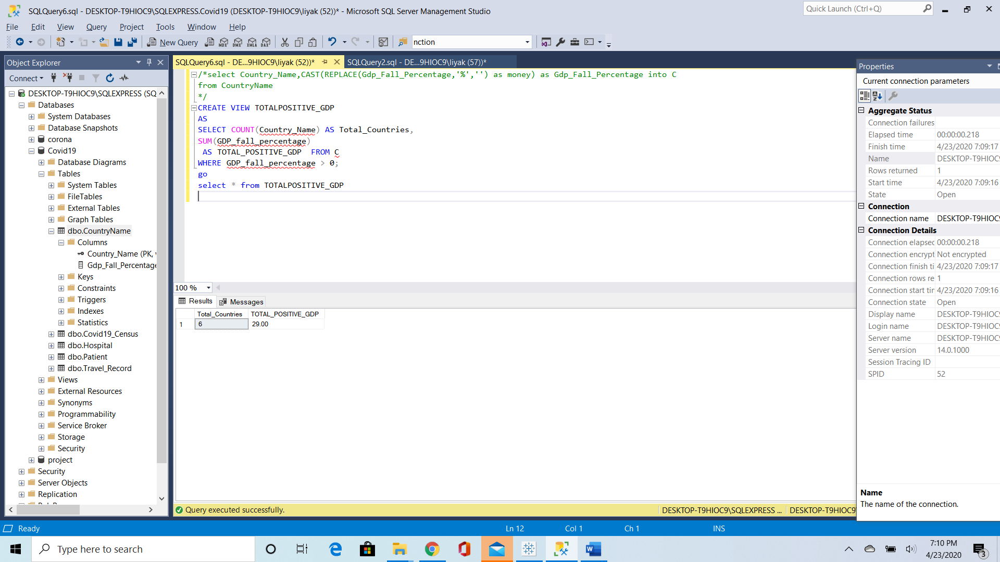 SQLQuery6.sql - DESKTOP-T9HIOC9\SQLEXPRESS.Covid19 (DESKTOP-T9HIOC9\liyak (52))* - Microsoft SQL Server Management Studio
Quick Launch (Ctrl+Q)
File Edit View Query Project Tools Window Help
New Query MDX DMX XMLA DAX nction
Object Explorer
Connect
DESKTOP-T9HIOC9\SQLEXPRESS (SQ
Databases
System Databases
Database Snapshots
corona
Covid19
Database Diagrams
Tables
System Tables
FileTables
External Tables
Graph Tables
dbo.CountryName
Columns
Country_Name (PK,
Gdp_Fall_Percentage
Keys
Constraints
Triggers
Indexes
Statistics
dbo.Covid19_Census
dbo.Hospital
dbo.Patient
dbo.Travel_Record
Views
External Resources
Synonyms
Programmability
Service Broker
Storage
Security
project
Security
Server Objects
Replication
SQLQuery6.sql - DE...9HIOC9\liyak (52))* SQLQuery2.sql - DE...9HIOC9\liyak (57))*
/*select Country_Name,CAST(REPLACE(Gdp_Fall_Percentage,'%','') as money) as Gdp_Fall_Percentage into C
from CountryName
*/
CREATE VIEW TOTALPOSITIVE_GDP
AS
SELECT COUNT(Country_Name) AS Total_Countries,
SUM(GDP_fall_percentage)
AS TOTAL_POSITIVE_GDP FROM C
WHERE GDP_fall_percentage > 0;
go
select * from TOTALPOSITIVE_GDP
100 %
Results Messages
Total_Countries TOTAL_POSITIVE_GDP
1 6 29.00
Query executed successfully. DESKTOP-T9HIOC9\SQLEXPRESS ... DESKTOP-T9HIOC9\
Properties
Current connection parameters
Aggregate Status
Connection failures
Elapsed time 00:00:00.218
Finish time 4/23/2020 7:09:17
Name DESKTOP-T9HIOC9
Rows returned 1
Start time 4/23/2020 7:09:16
State Open
Connection
Connection name DESKTOP-T9HIOC9
Connection Details
Connection elapsec 00:00:00.218
Connection encrypt Not encrypted
Connection finish ti 4/23/2020 7:09:17
Connection rows re 1
Connection start tir 4/23/2020 7:09:16
Connection state Open
Display name DESKTOP-T9HIOC9
Login name DESKTOP-T9HIOC9
Server name DESKTOP-T9HIOC9
Server version 14.0.1000
Session Tracing ID
SPID 52
Name
The name of the connection.
Ready Ln 12 Col 1 Ch 1 INS
Type here to search
7:10 PM
4/23/2020
3